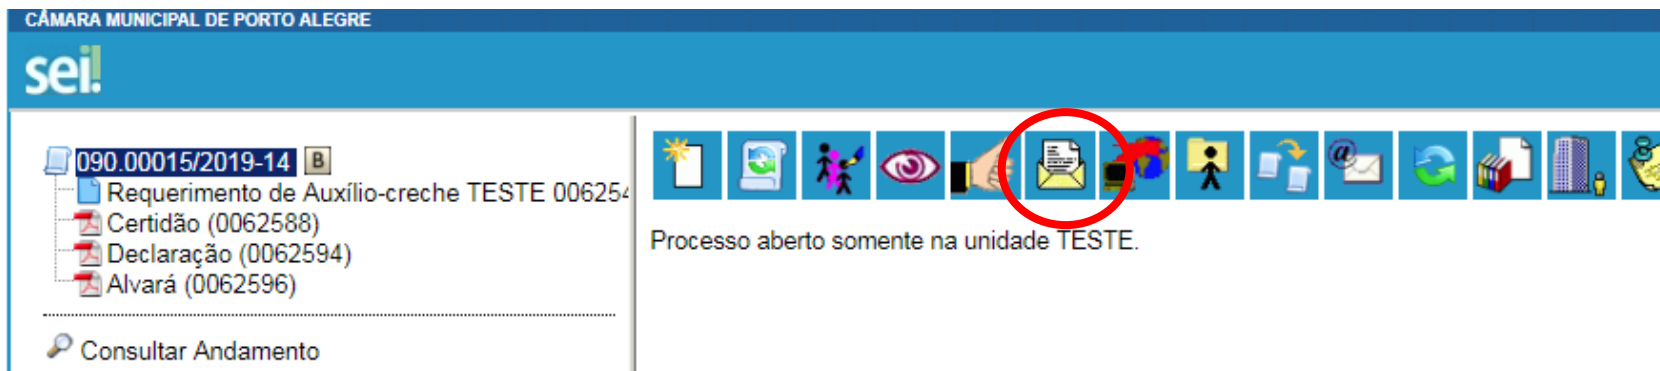 CÂMARA MUNICIPAL DE PORTO ALEGRE
sei!
090.00015/2019-14 B
Requerimento de Auxílio-creche TESTE 006254
Certidão (0062588)
Declaração (0062594)
Alvará (0062596)
Consultar Andamento
Processo aberto somente na unidade TESTE.